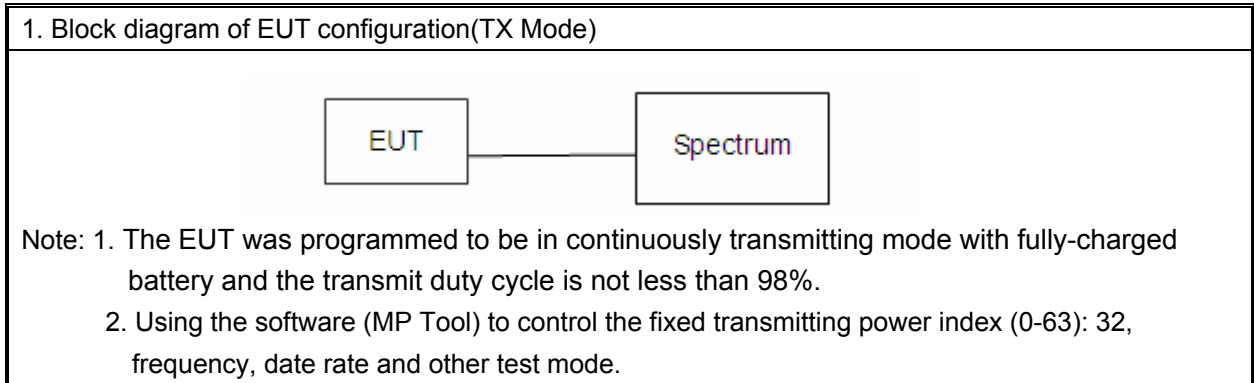 1. Block diagram of EUT configuration(TX Mode)
EUT
Spectrum
Note: 1. The EUT was programmed to be in continuously transmitting mode with fully-charged
battery and the transmit duty cycle is not less than 98%.
2. Using the software (MP Tool) to control the fixed transmitting power index (0-63): 32,
frequency, date rate and other test mode.